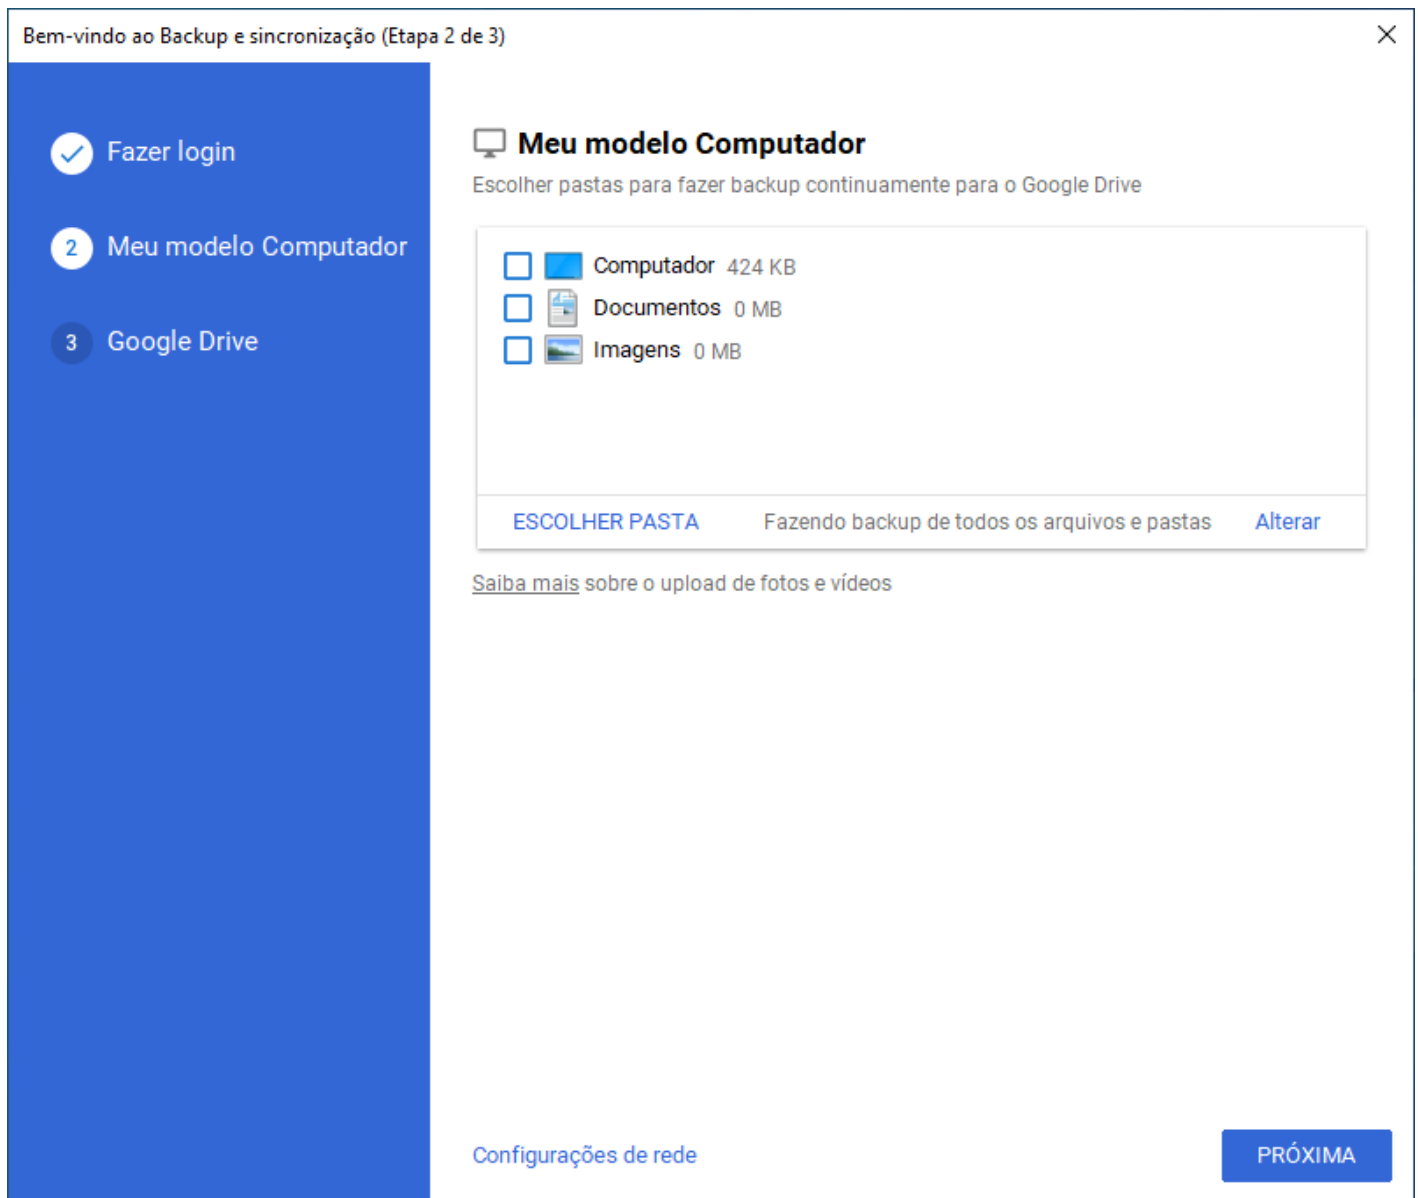 Bem-vindo ao Backup e sincronização (Etapa 2 de 3)
Fazer login
2 Meu modelo Computador
3 Google Drive
Meu modelo Computador
Escolher pastas para fazer backup continuamente para o Google Drive
Computador 424 KB
Documentos 0 MB
Imagens 0 MB
ESCOLHER PASTA Fazendo backup de todos os arquivos e pastas Alterar
Saiba mais sobre o upload de fotos e vídeos
Configurações de rede PRÓXIMA